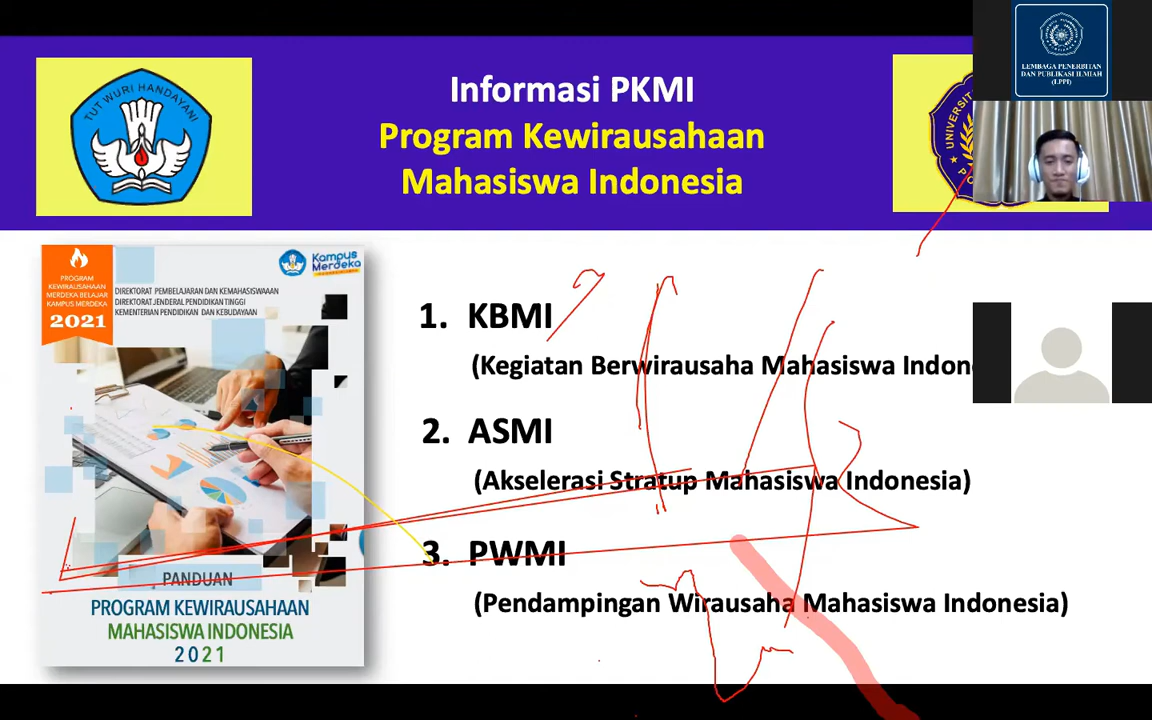 Informasi PKMI
Program Kewirausahaan
Mahasiswa Indonesia
TUT WURI HANDAYANI
UNIVERSIT
LEMBAGA PENERBITAN
DAN PUBLIKASI ILMIAH
(LPPI)
PROGRAM
KEWIRAUSAHAAN
MERDEKA BELAJAR
KAMPUS MERDEKA
2021
Kampus
Merdeka
DIREKTORAT PEMBELAJARAN DAN KEMAHASISWAAAN
DIREKTORAT JENDERAL PENDIDIKAN TINGGI
KEMENTERIAN PENDIDIKAN DAN KEBUDAYAAN
PANDUAN
PROGRAM KEWIRAUSAHAAN
MAHASISWA INDONESIA
2021
1. KBMI
(Kegiatan Berwirausaha Mahasiswa Indon
2. ASMI
(Akselerasi Stratup Mahasiswa Indonesia)
3. PWMI
(Pendampingan Wirausaha Mahasiswa Indonesia)